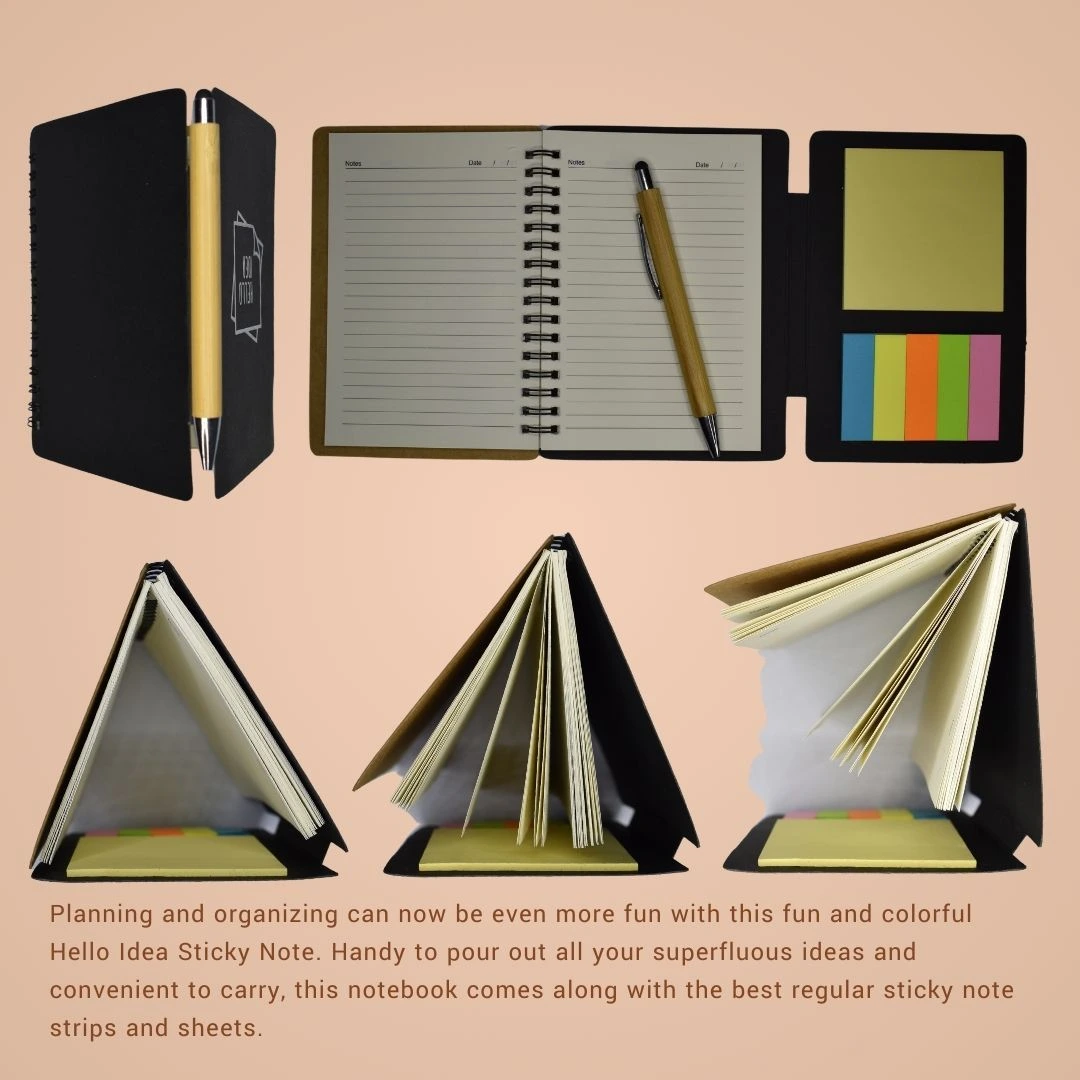 IDEA
HELLO
Notes Date / /
Notes Date / /
Planning and organizing can now be even more fun with this fun and colorful
Hello Idea Sticky Note. Handy to pour out all your superfluous ideas and
convenient to carry, this notebook comes along with the best regular sticky note
strips and sheets.